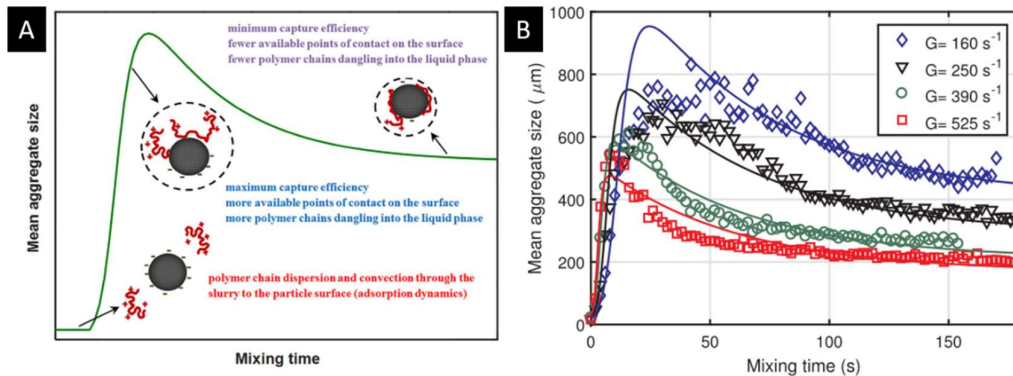 A
minimum capture efficiency
fewer available points of contact on the surface
fewer polymer chains dangling into the liquid phase
maximum capture efficiency
more available points of contact on the surface
more polymer chains dangling into the liquid phase
polymer chain dispersion and convection through the
slurry to the particle surface (adsorption dynamics)
Mean aggregate size
Mixing time
B
G= 160 s⁻¹
G= 250 s⁻¹
G= 390 s⁻¹
G= 525 s⁻¹
Mean aggregate size ( μm)
1000
800
600
400
200
0
0
50
100
150
Mixing time (s)